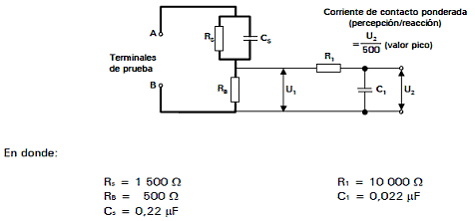 Corriente de contacto ponderada
(percepción/reacción)
= U₂/500 (valor pico)
A
Rs
Cs
Terminales
de prueba
R₁
B
RB
U₁
C₁
U₂
En donde:
Rs = 1 500 Ω
R₁ = 10 000 Ω
RB = 500 Ω
C₁ = 0,022 μF
Cs = 0,22 μF